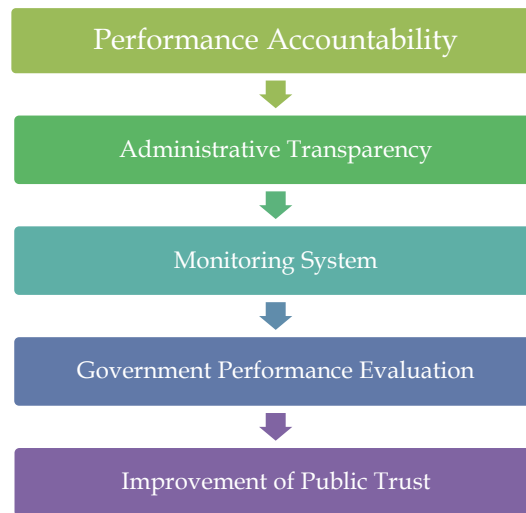 Performance Accountability
Administrative Transparency
Monitoring System
Government Performance Evaluation
Improvement of Public Trust